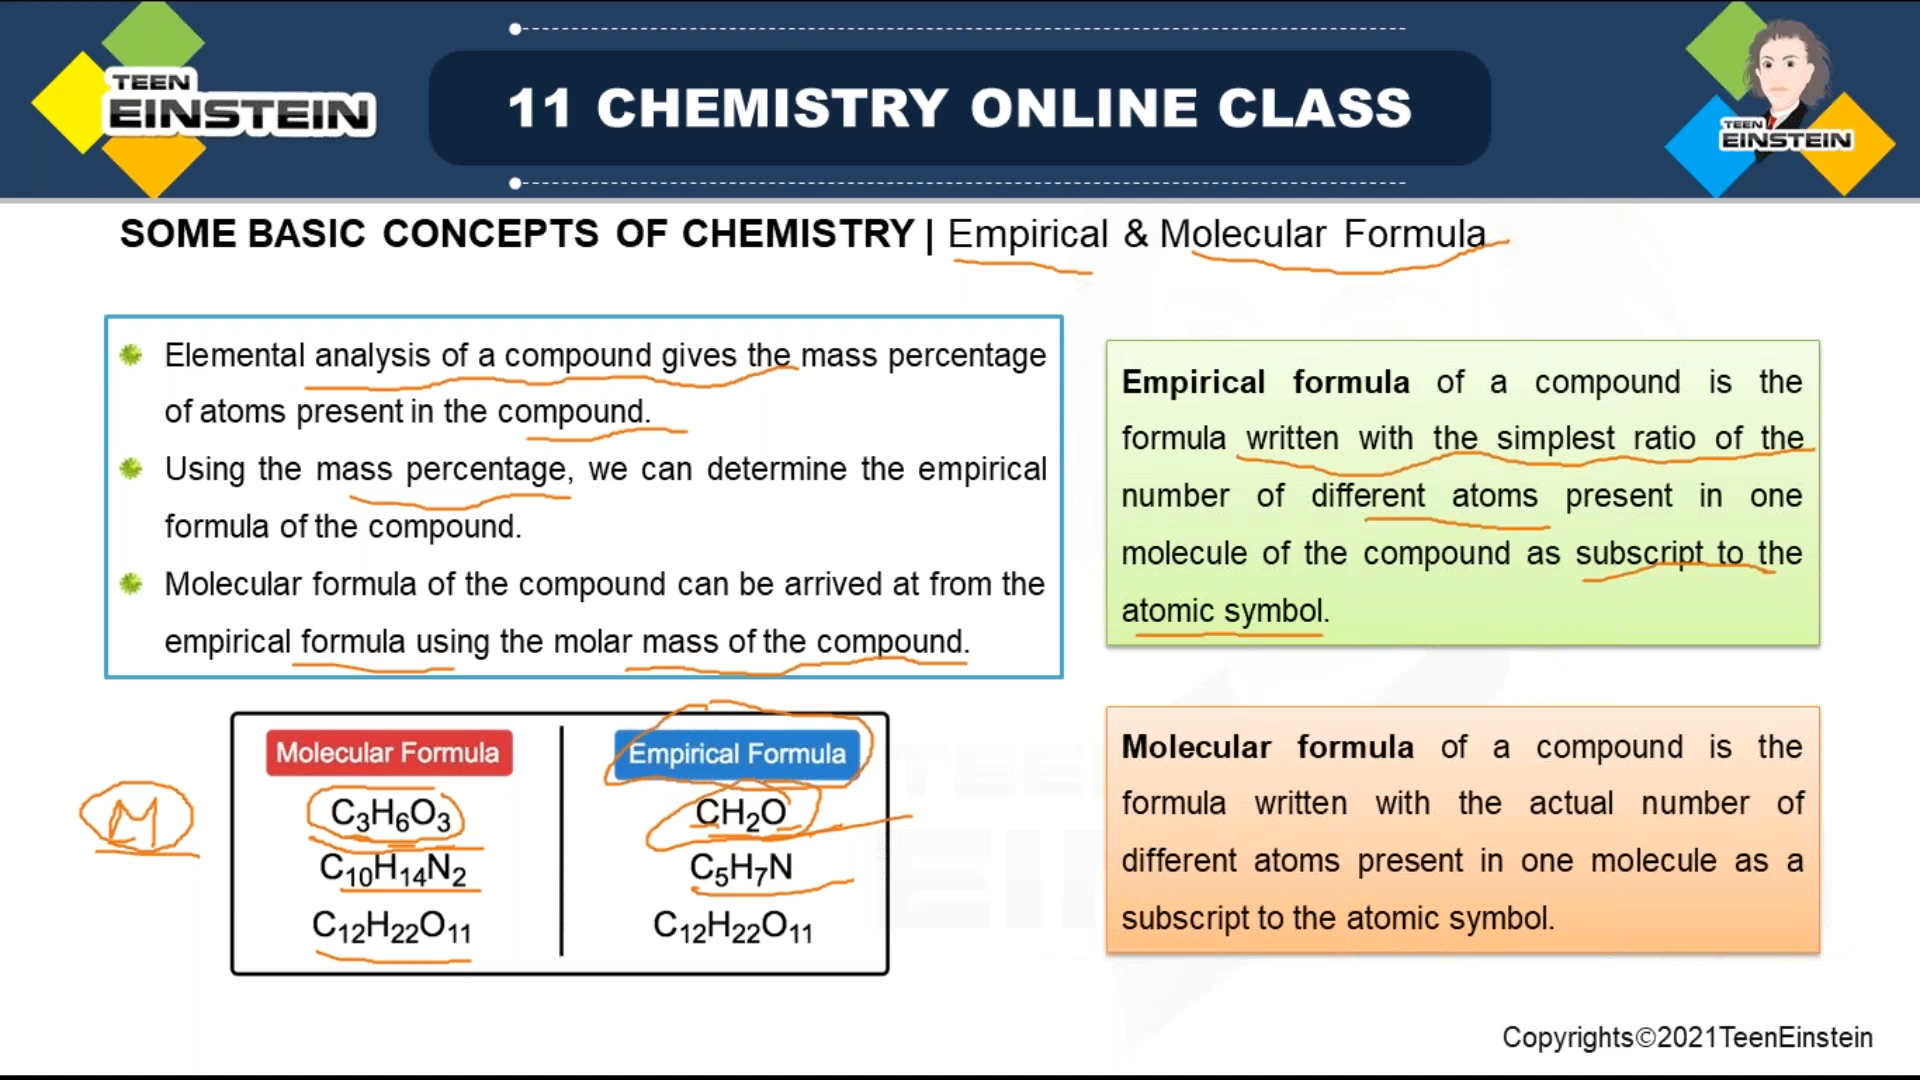 TEEN
EINSTEIN
11 CHEMISTRY ONLINE CLASS
TEEN
EINSTEIN
SOME BASIC CONCEPTS OF CHEMISTRY | Empirical & Molecular Formula
Elemental analysis of a compound gives the mass percentage
of atoms present in the compound.
Using the mass percentage, we can determine the empirical
formula of the compound.
Molecular formula of the compound can be arrived at from the
empirical formula using the molar mass of the compound.
Empirical formula of a compound is the
formula written with the simplest ratio of the
number of different atoms present in one
molecule of the compound as subscript to the
atomic symbol.
Molecular Formula
Empirical Formula
M
C₃H₆O₃
CH₂O
C₁₀H₁₄N₂
C₅H₇N
C₁₂H₂₂O₁₁
C₁₂H₂₂O₁₁
Molecular formula of a compound is the
formula written with the actual number of
different atoms present in one molecule as a
subscript to the atomic symbol.
Copyrights©2021TeenEinstein